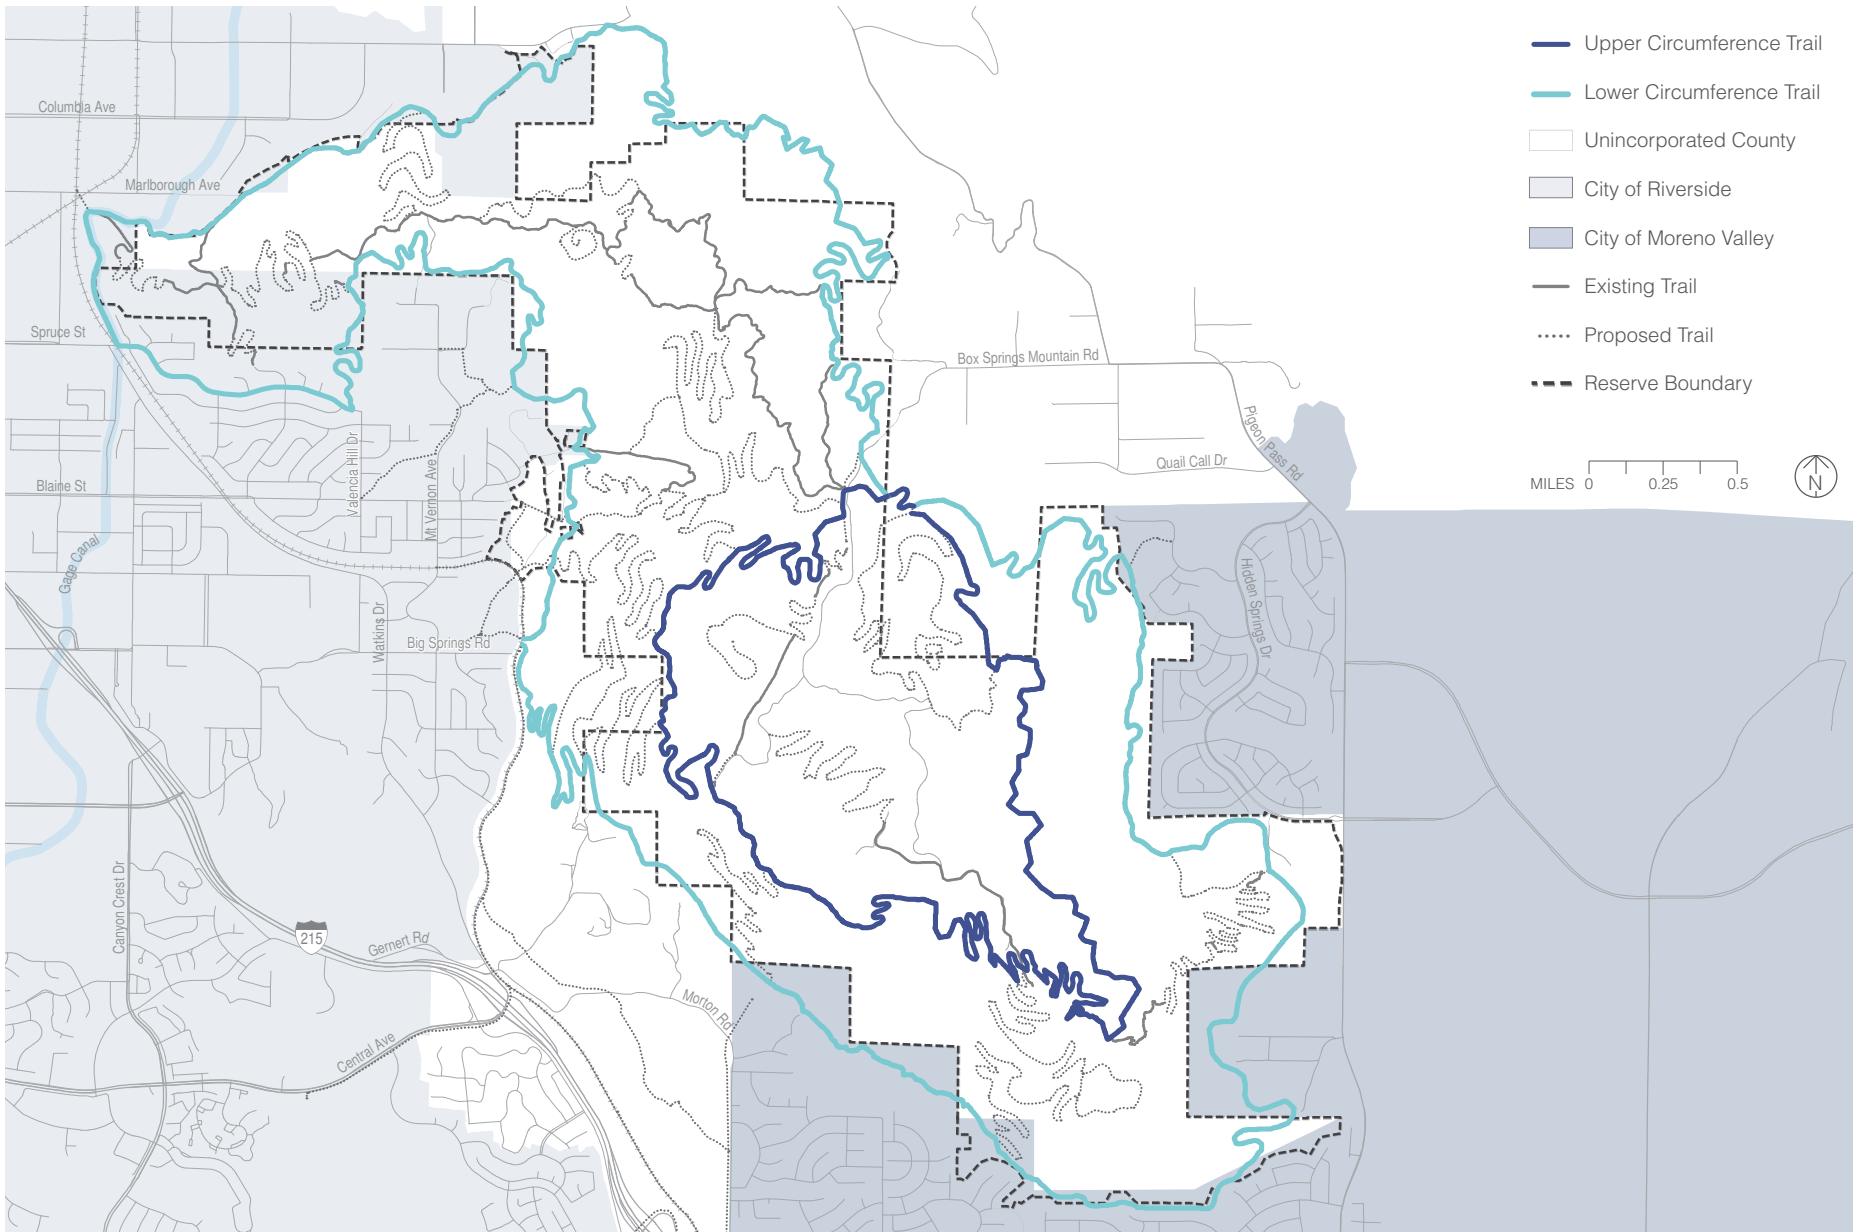 Upper Circumference Trail
Lower Circumference Trail
Unincorporated County
City of Riverside
City of Moreno Valley
Existing Trail
Proposed Trail
Reserve Boundary
MILES 0 0.25 0.5
N
Columbia Ave
Marlborough Ave
Spruce St
Box Springs Mountain Rd
Pigeon Pass Rd
Quail Call Dr
Blaine St
Valencia Hill Dr
Mt Vernon Ave
Gage Canal
Hidden Springs Dr
Watkins Dr
Big Springs Rd
Canyon Crest Dr
215
Gernert Rd
Morton Rd
Central Ave